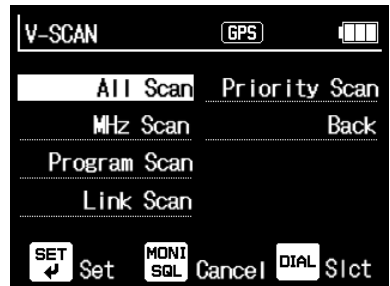 V-SCAN GPS
All Scan Priority Scan
MHz Scan Back
Program Scan
Link Scan
SET Set MONI SQL Cancel DIAL Slct